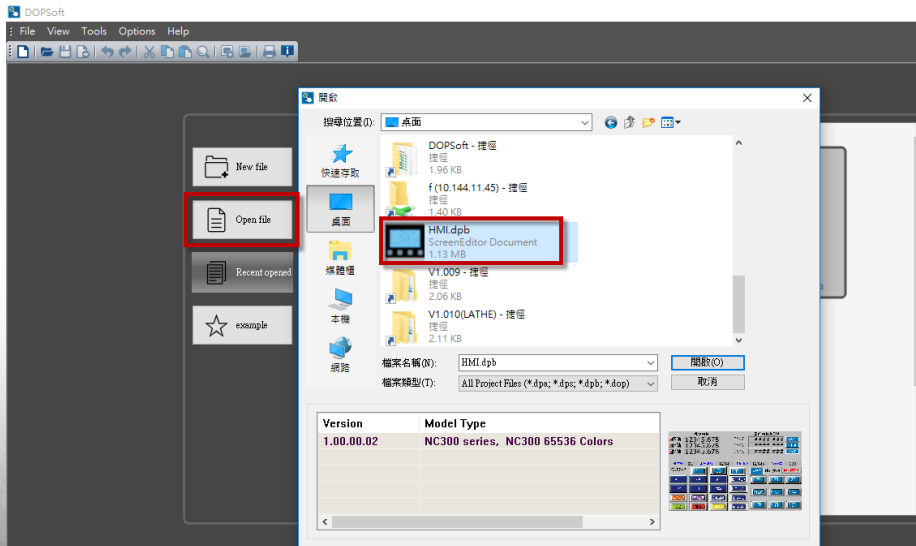 DOPSoft
File View Tools Options Help
New file
Open file
Recent opened
example
開啟
搜尋位置(I): 桌面
快速存取
桌面
媒體櫃
本機
網路
DOPSoft - 捷徑
捷徑
1.96 KB
f (10.144.11.45) - 捷徑
捷徑
1.40 KB
HMI.dpb
ScreenEditor Document
1.13 MB
V1.009 - 捷徑
捷徑
2.06 KB
V1.010(LATHE) - 捷徑
捷徑
2.11 KB
檔案名稱(N): HMI.dpb 開啟(O)
檔案類型(T): All Project Files (*.dpa; *.dps; *.dpb; *.dop) 取消
Version Model Type
1.00.00.02 NC300 series, NC300 65536 Colors